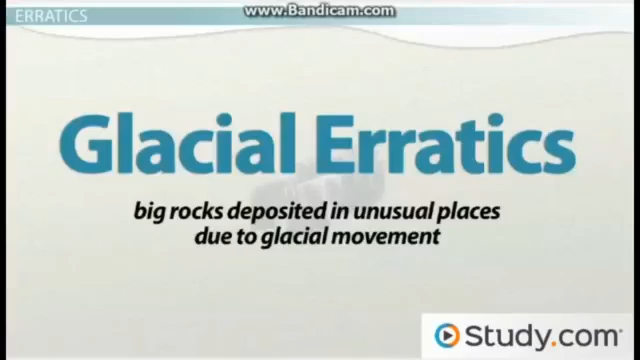 www.Bandicam.com
ERRATICS
Glacial Erratics
big rocks deposited in unusual places
due to glacial movement
Study.com